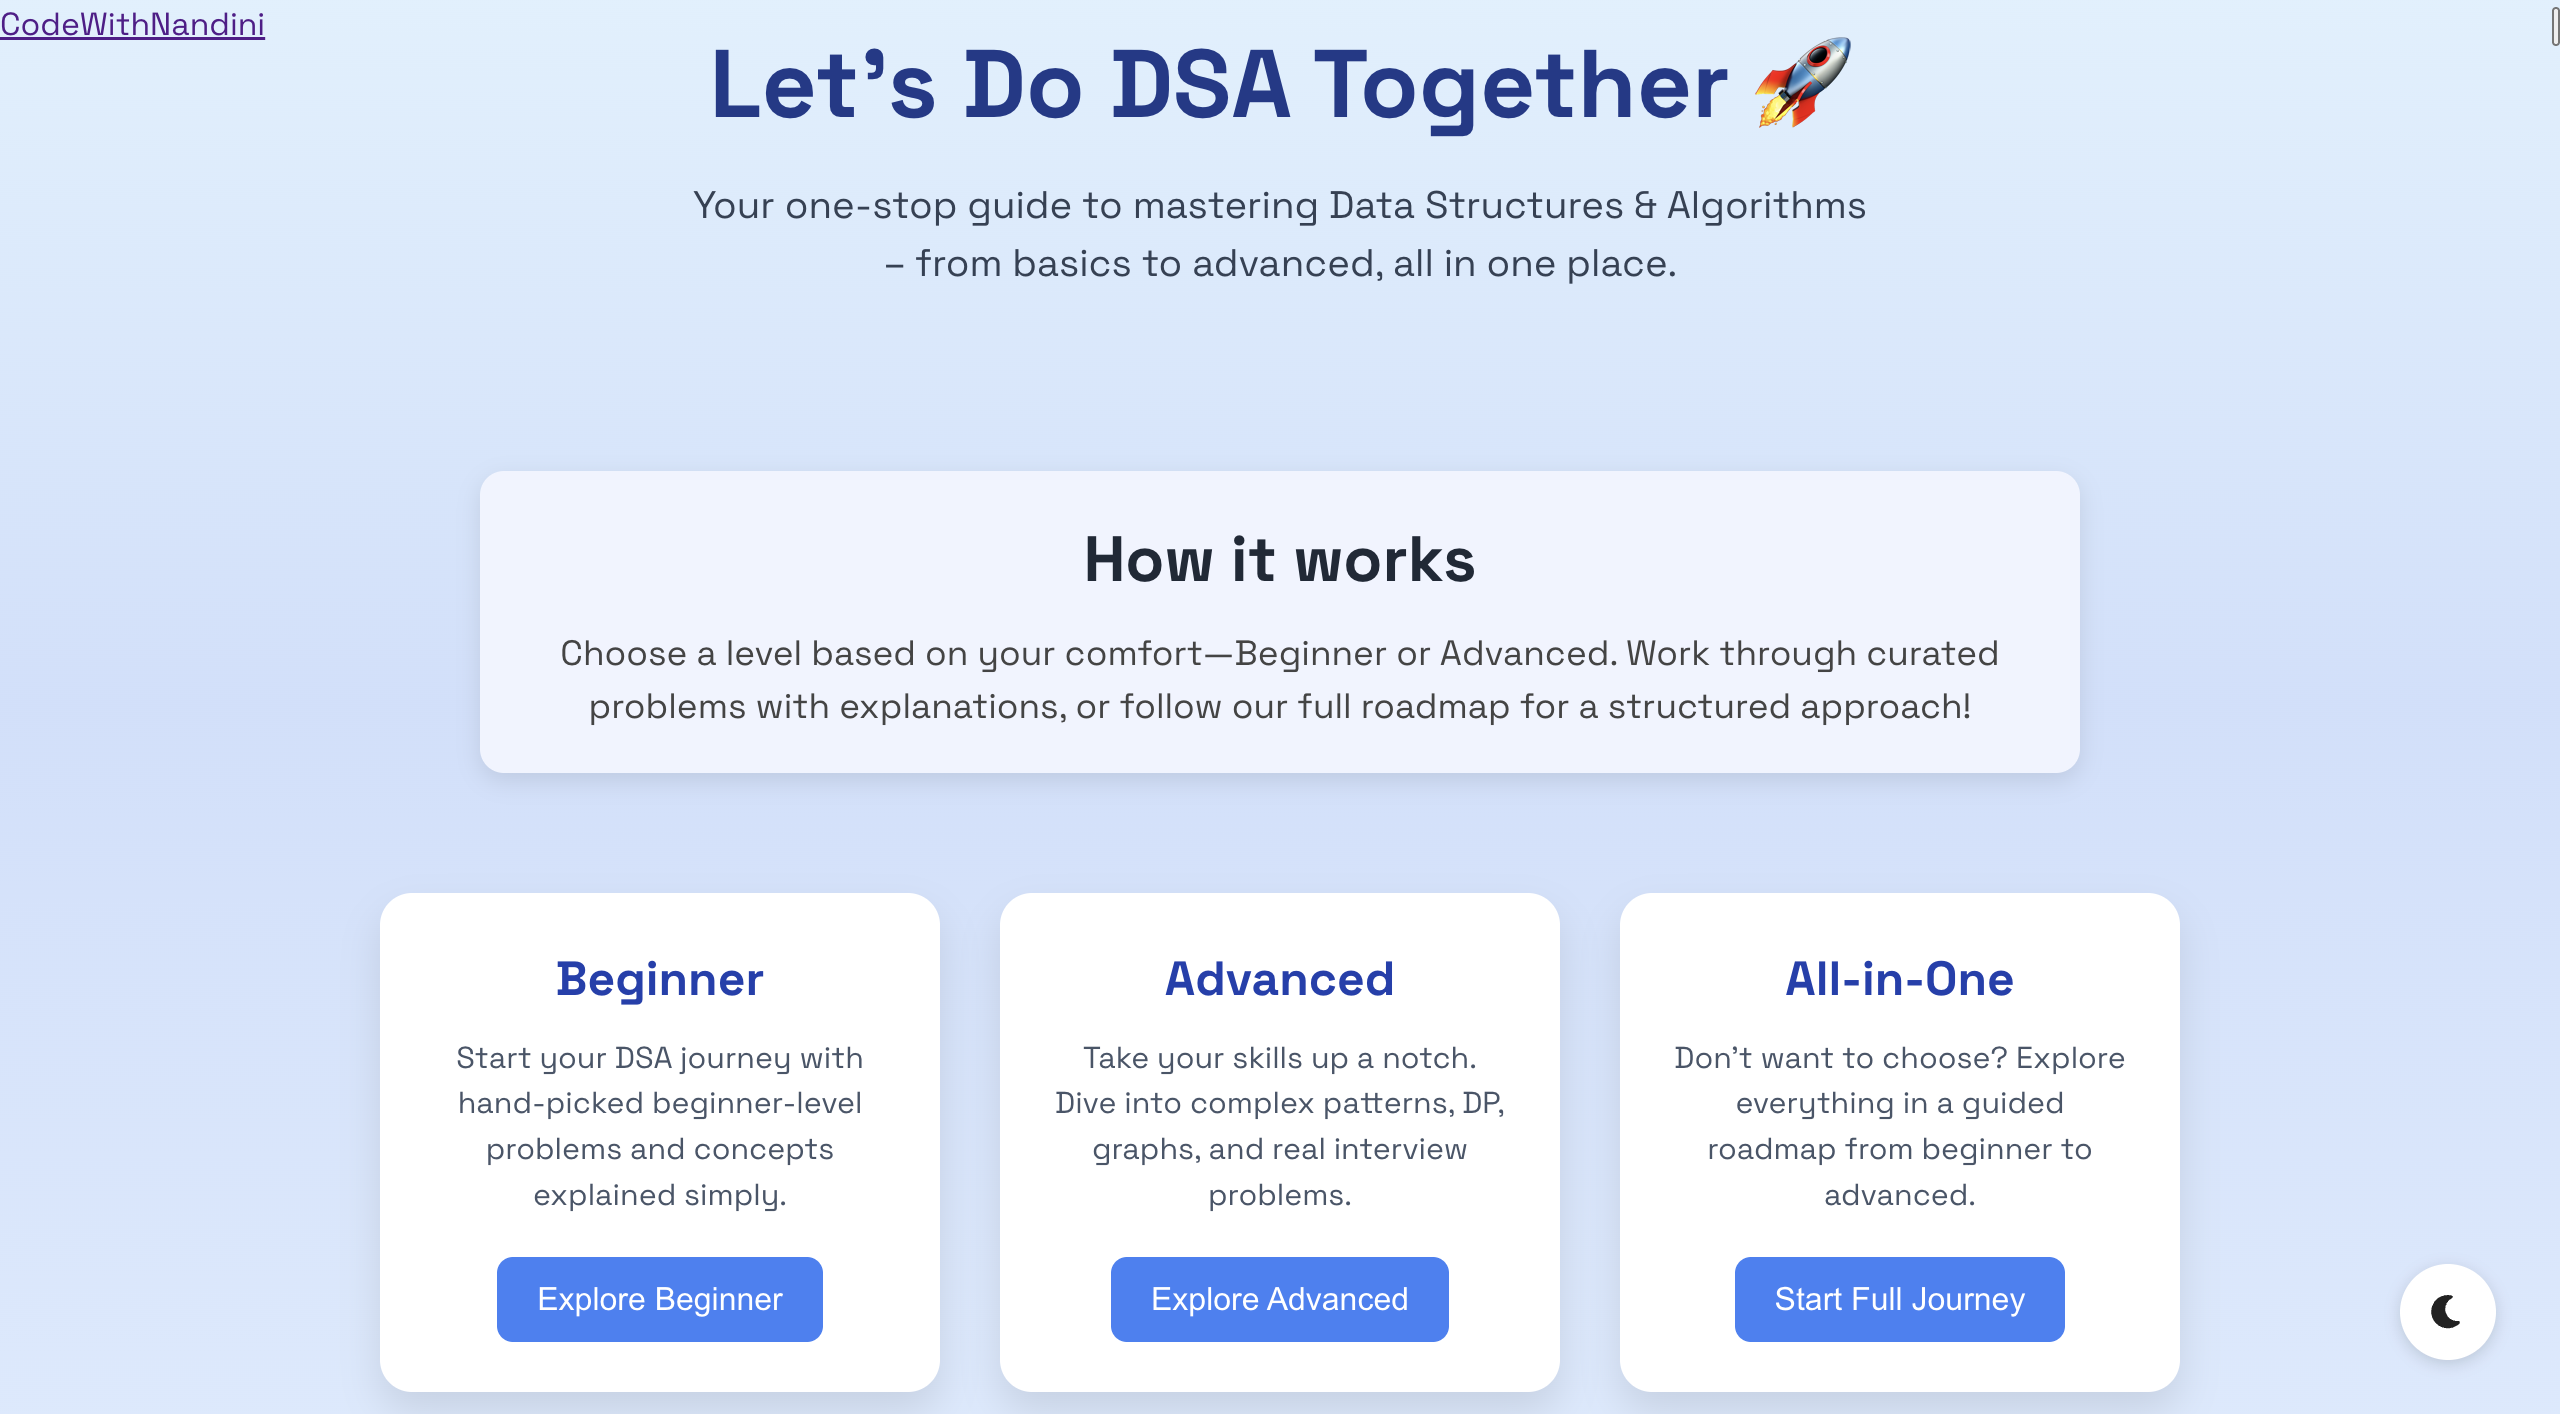 CodeWithNandini
Let’s Do DSA Together 🚀
Your one-stop guide to mastering Data Structures & Algorithms
– from basics to advanced, all in one place.
How it works
Choose a level based on your comfort—Beginner or Advanced. Work through curated
problems with explanations, or follow our full roadmap for a structured approach!
Beginner
Start your DSA journey with
hand-picked beginner-level
problems and concepts
explained simply.
Explore Beginner
Advanced
Take your skills up a notch.
Dive into complex patterns, DP,
graphs, and real interview
problems.
Explore Advanced
All-in-One
Don’t want to choose? Explore
everything in a guided
roadmap from beginner to
advanced.
Start Full Journey